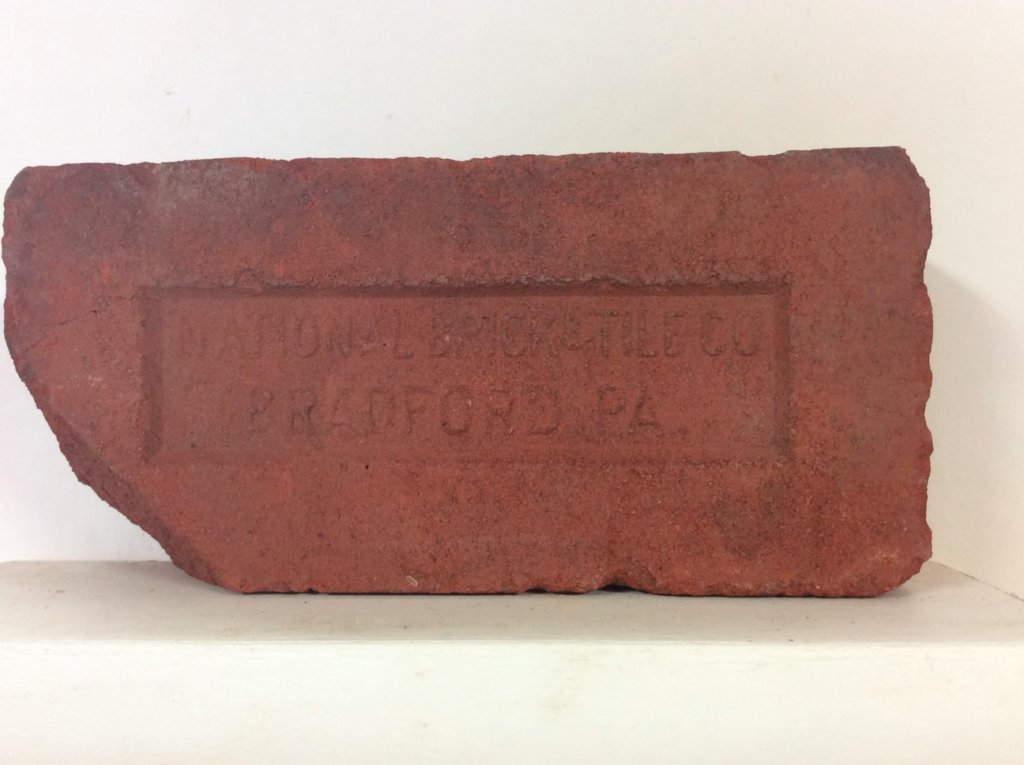 NATIONAL BRICK & TILE CO
BRADFORD. PA.